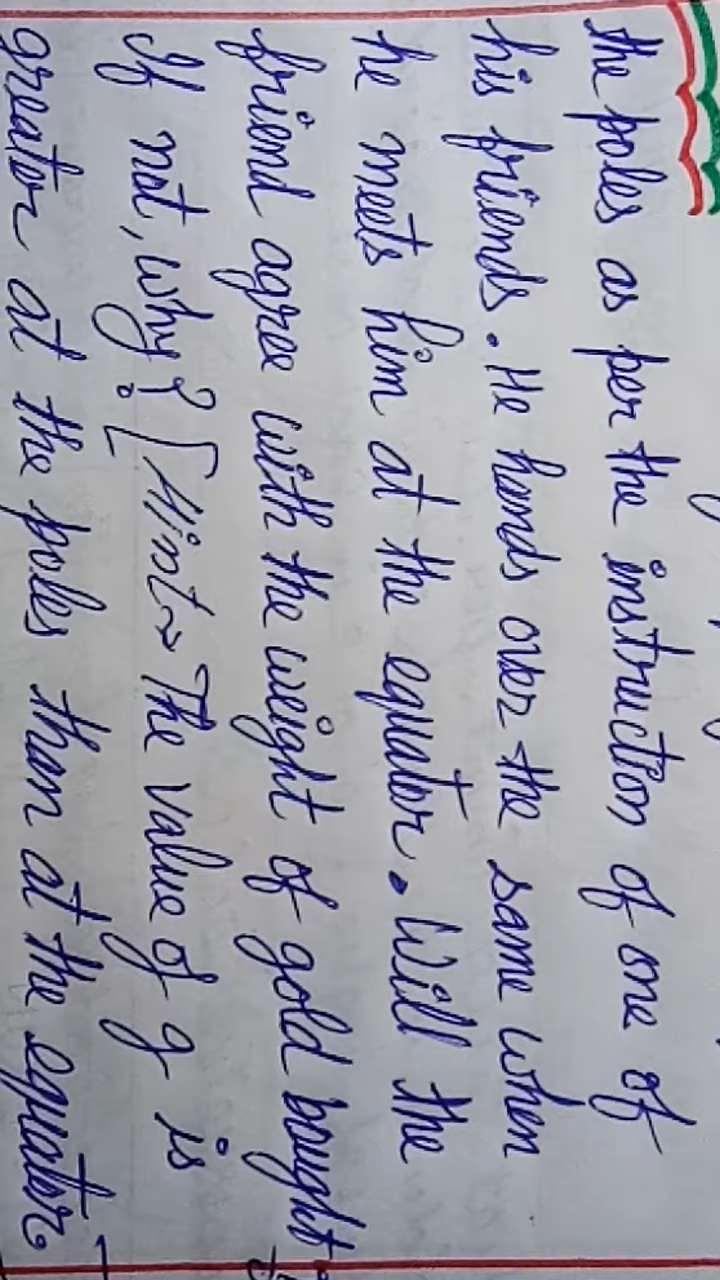 the poles as per the instruction of one of
his friends. He hands over the same when
he meets him at the equator. Will the
friend agree with the weight of gold bought
If not, why? [Hint→ The value of g is
greator at the poles than at the equator.